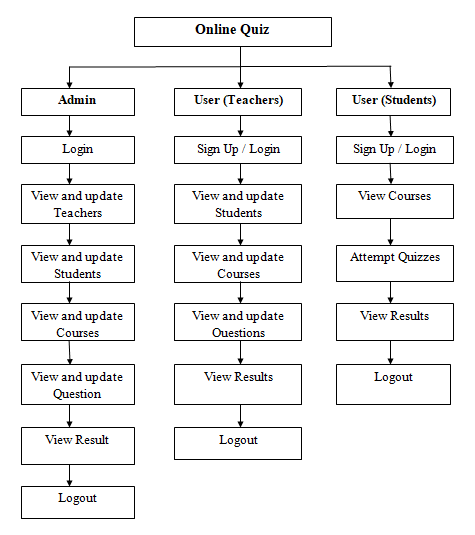 Online Quiz
Admin
User (Teachers)
User (Students)
Login
Sign Up / Login
Sign Up / Login
View and update
Teachers
View and update
Students
View Courses
View and update
Students
View and update
Courses
Attempt Quizzes
View and update
Courses
View and update
Questions
View Results
View and update
Question
View Results
Logout
View Result
Logout
Logout